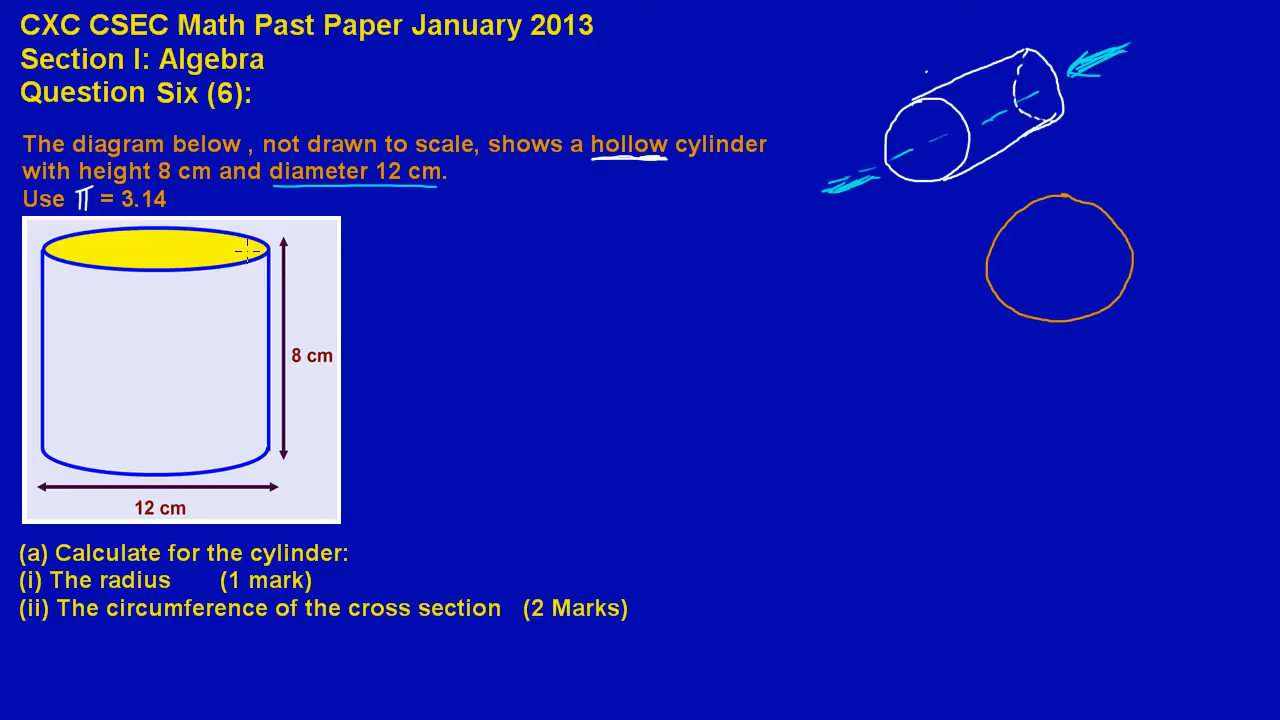 CXC CSEC Math Past Paper January 2013
Section I: Algebra
Question Six (6):
The diagram below , not drawn to scale, shows a hollow cylinder
with height 8 cm and diameter 12 cm.
Use π = 3.14
8 cm
12 cm
(a) Calculate for the cylinder:
(i) The radius (1 mark)
(ii) The circumference of the cross section (2 Marks)